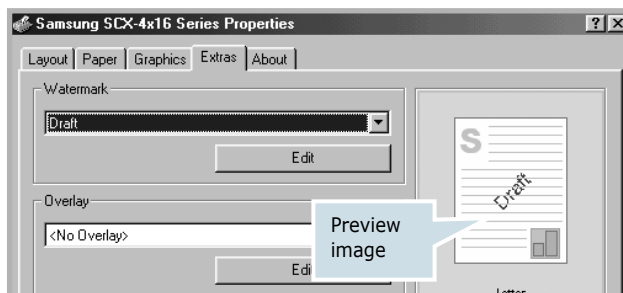 Samsung SCX-4x16 Series Properties
Layout Paper Graphics Extras About
Watermark
Draft
Edit
S
Draft
Overlay
<No Overlay>
Preview
image
Letter